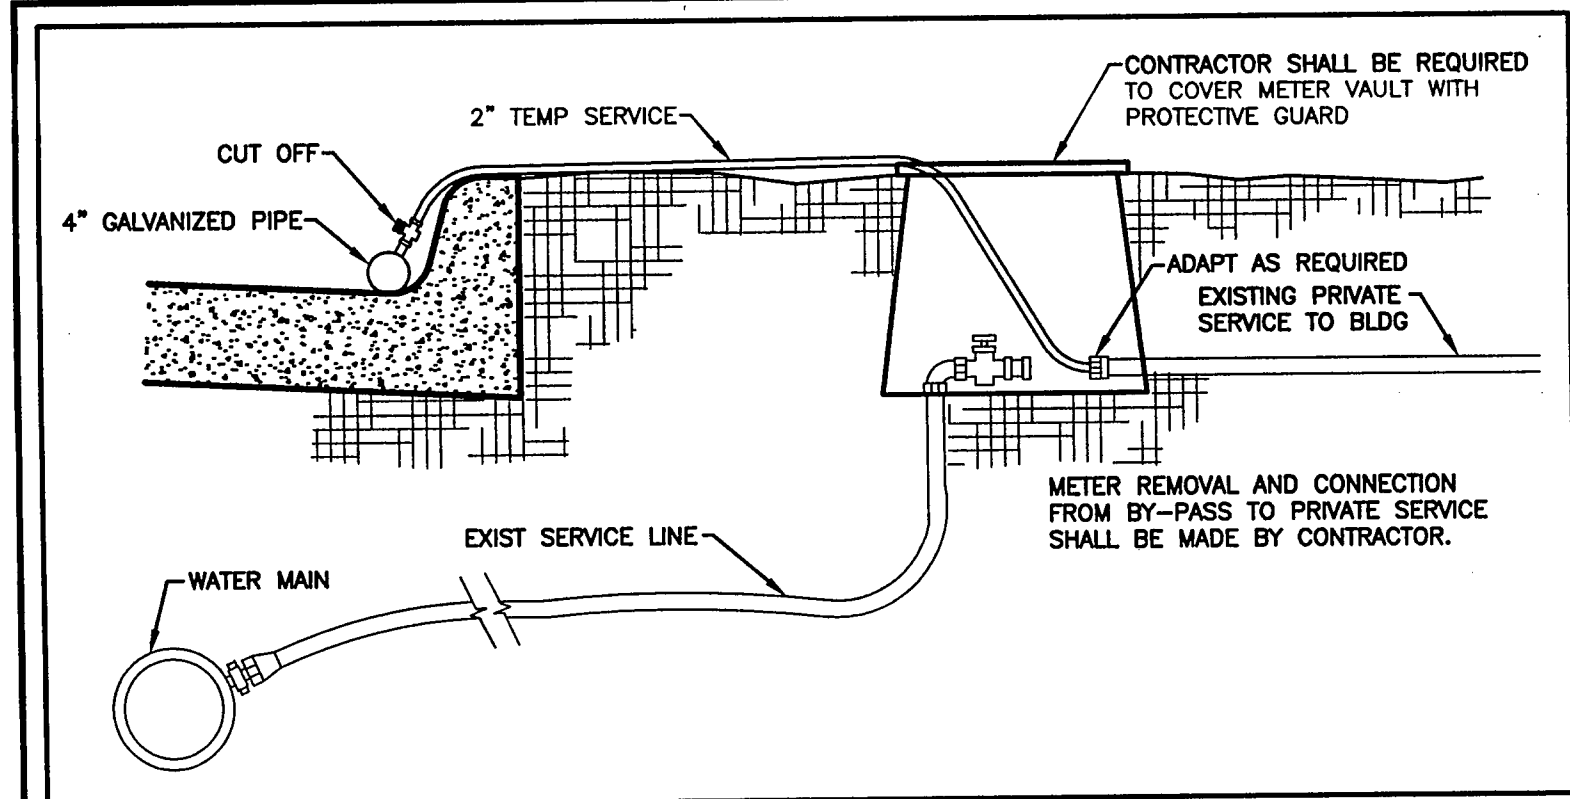 CONTRACTOR SHALL BE REQUIRED
TO COVER METER VAULT WITH
PROTECTIVE GUARD
2" TEMP SERVICE
CUT OFF
4" GALVANIZED PIPE
ADAPT AS REQUIRED
EXISTING PRIVATE
SERVICE TO BLDG
METER REMOVAL AND CONNECTION
FROM BY-PASS TO PRIVATE SERVICE
SHALL BE MADE BY CONTRACTOR.
EXIST SERVICE LINE
WATER MAIN